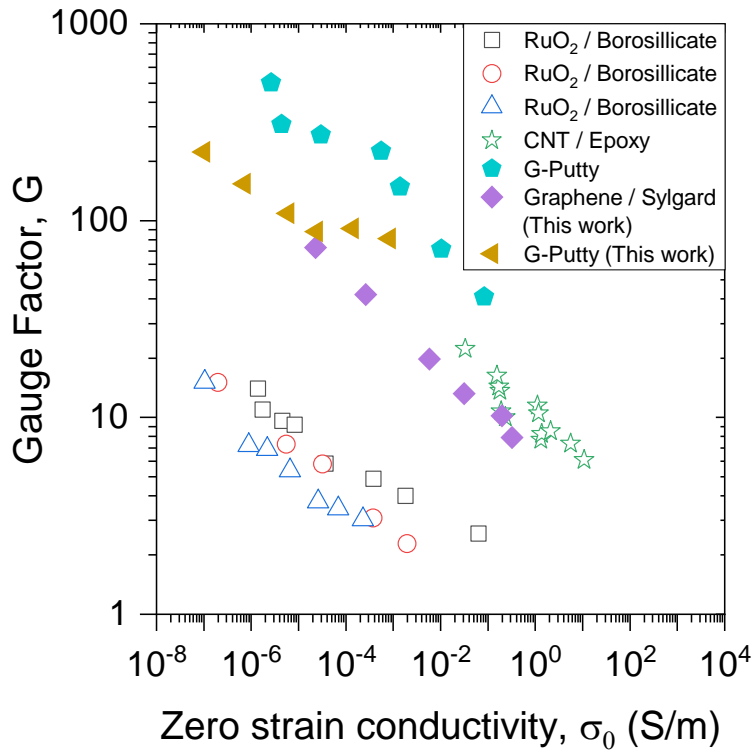 1000
100
10
1
Gauge Factor, G
RuO₂ / Borosillicate
RuO₂ / Borosillicate
RuO₂ / Borosillicate
CNT / Epoxy
G-Putty
Graphene / Sylgard
(This work)
G-Putty (This work)
10⁻⁸ 10⁻⁶ 10⁻⁴ 10⁻² 10⁰ 10² 10⁴
Zero strain conductivity, σ₀ (S/m)